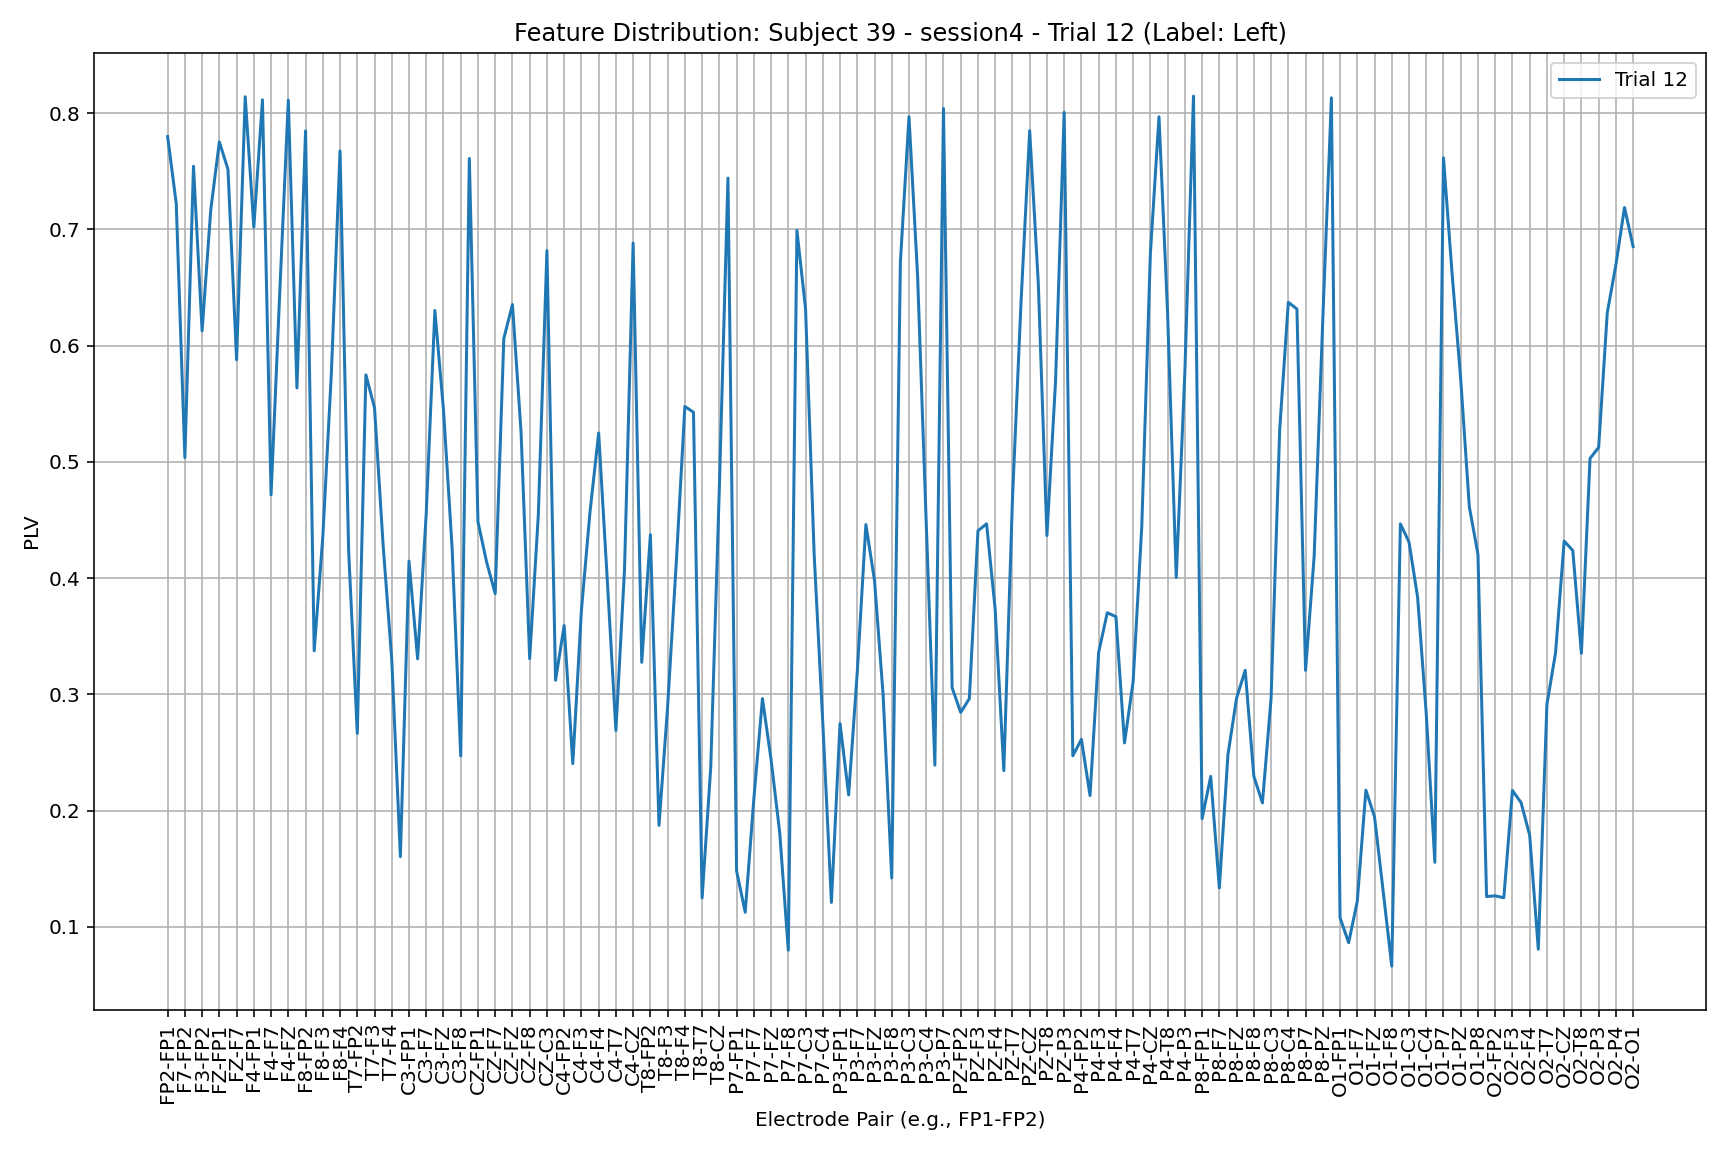 Feature Distribution: Subject 39 - session4 - Trial 12 (Label: Left)
Trial 12
PLV
0.8
0.7
0.6
0.5
0.4
0.3
0.2
0.1
FP2-FP1
F7-FP2
F3-FP2
FZ-FP1
FZ-F7
F4-FP1
F4-F7
F4-FZ
F8-FP2
F8-F3
F8-F4
T7-FP2
T7-F3
T7-F4
C3-FP1
C3-F7
C3-FZ
C3-F8
CZ-FP1
CZ-F7
CZ-FZ
CZ-F8
CZ-C3
C4-FP2
C4-F3
C4-F4
C4-T7
C4-CZ
T8-FP2
T8-F3
T8-F4
T8-T7
T8-CZ
P7-FP1
P7-F7
P7-FZ
P7-F8
P7-C3
P7-C4
P3-FP1
P3-F7
P3-FZ
P3-F8
P3-C3
P3-C4
P3-P7
PZ-FP2
PZ-F3
PZ-F4
PZ-T7
PZ-CZ
PZ-T8
PZ-P3
P4-FP2
P4-F3
P4-F4
P4-T7
P4-CZ
P4-T8
P4-P3
P8-FP1
P8-F7
P8-FZ
P8-F8
P8-C3
P8-C4
P8-P7
P8-PZ
O1-FP1
O1-F7
O1-FZ
O1-F8
O1-C3
O1-C4
O1-P7
O1-PZ
O1-P8
O2-FP2
O2-F3
O2-F4
O2-T7
O2-CZ
O2-T8
O2-P3
O2-P4
O2-O1
Electrode Pair (e.g., FP1-FP2)